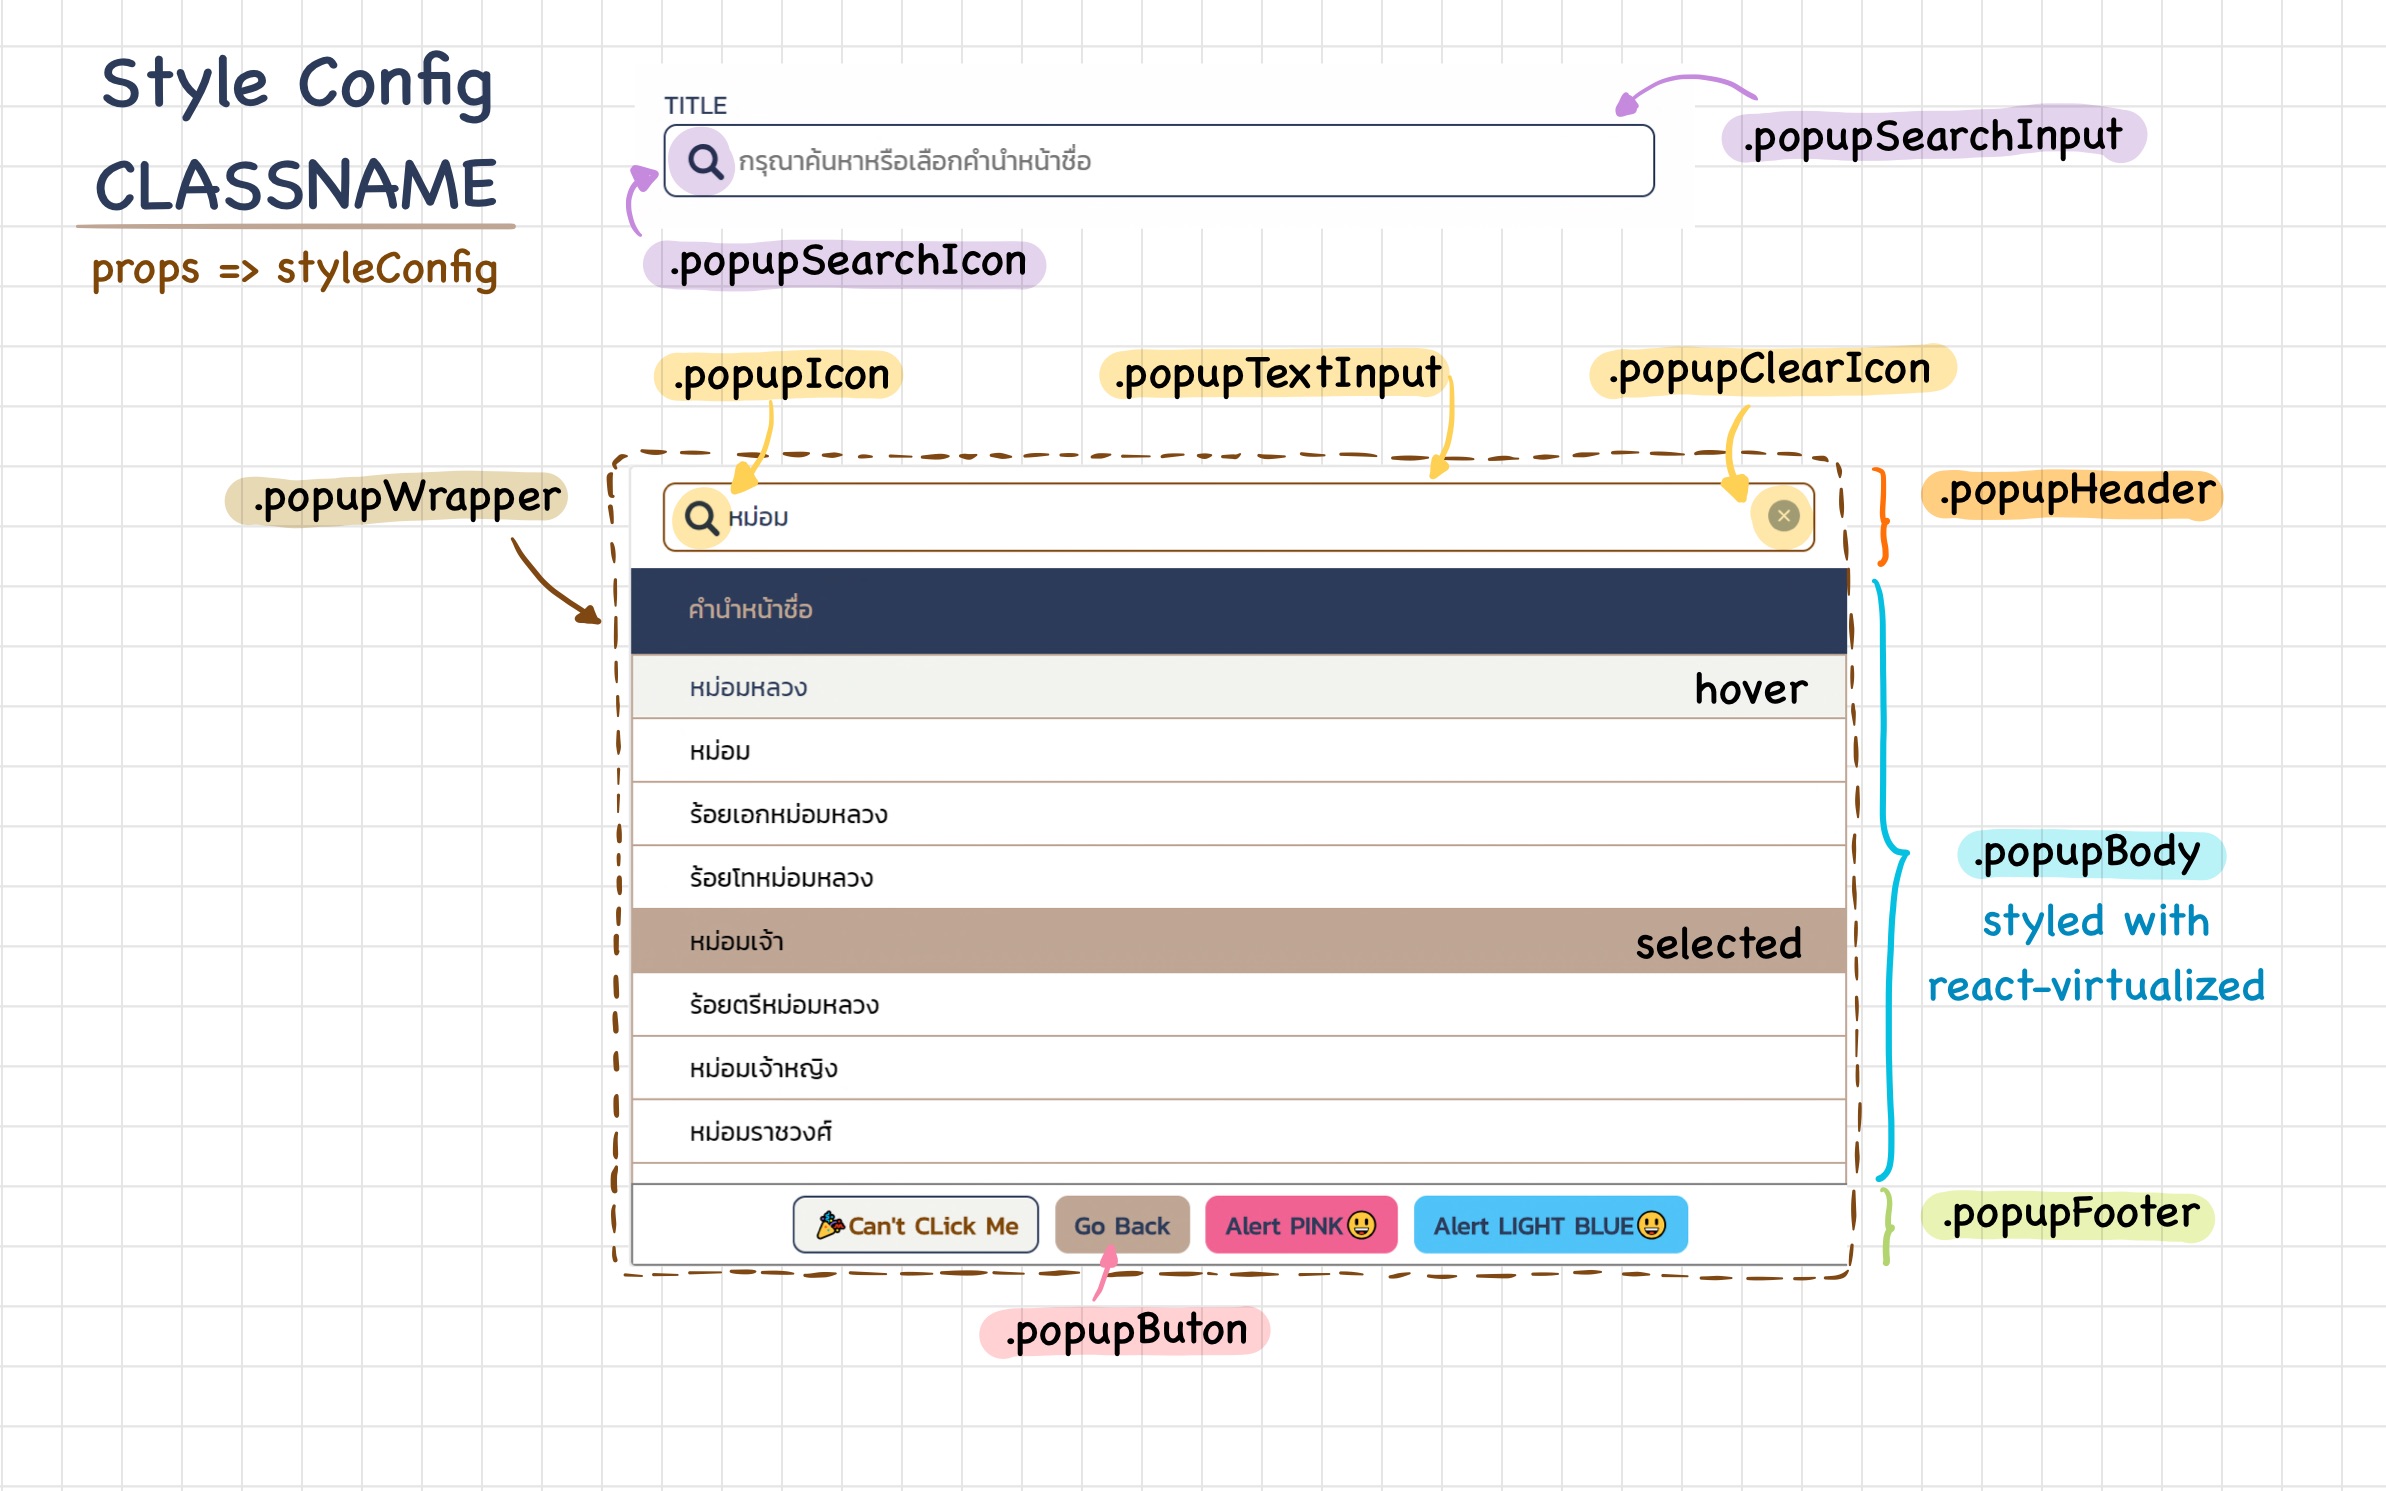 Style Config
CLASSNAME
props => styleConfig
TITLE
กรุณาค้นหาหรือเลือกคำนำหน้าชื่อ
.popupSearchInput
.popupSearchIcon
.popupIcon
.popupTextInput
.popupClearIcon
.popupWrapper
หม่อม
.popupHeader
คำนำหน้าชื่อ
หม่อมหลวง
hover
หม่อม
ร้อยเอกหม่อมหลวง
ร้อยโทหม่อมหลวง
หม่อมเจ้า
selected
ร้อยตรีหม่อมหลวง
หม่อมเจ้าหญิง
หม่อมราชวงศ์
.popupBody
styled with
react-virtualized
🎉Can't CLick Me
Go Back
Alert PINK😃
Alert LIGHT BLUE😃
.popupFooter
.popupButon